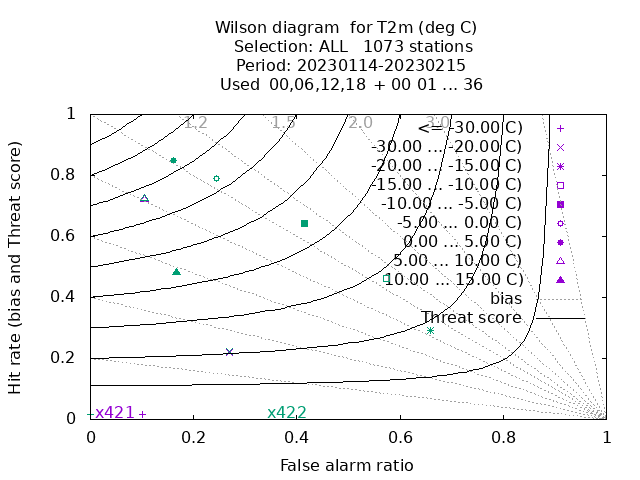 Wilson diagram  for T2m (deg C)
Selection: ALL   1073 stations
Period: 20230114-20230215
Used  00,06,12,18  + 00 01 ... 36
Hit rate (bias and Threat score)
1
0.8
0.6
0.4
0.2
0
1.2
1.5
2.0
3.0
<= -30.00 C)
-30.00 ... -20.00 C)
-20.00 ... -15.00 C)
-15.00 ... -10.00 C)
-10.00 ... -5.00 C)
-5.00 ... 0.00 C)
0.00 ... 5.00 C)
5.00 ... 10.00 C)
10.00 ... 15.00 C)
bias
Threat score
x421
x422
0 0.2 0.4 0.6 0.8 1
False alarm ratio